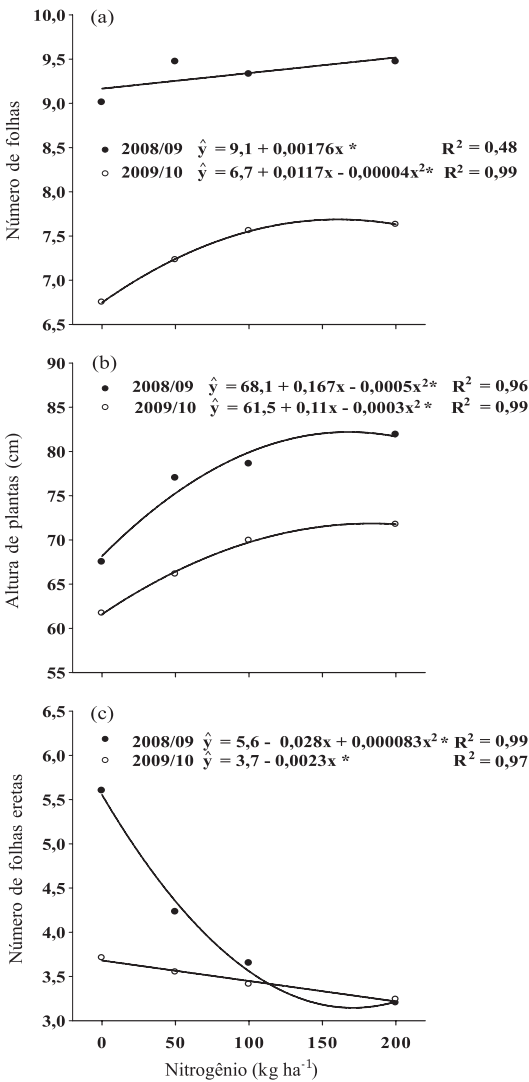 (a)
10,0
9,5
9,0
8,5
8,0
7,5
7,0
6,5
Número de folhas
2008/09 ŷ = 9,1 + 0,00176x * R² = 0,48
2009/10 ŷ = 6,7 + 0,0117x - 0,00004x²* R² = 0,99
(b)
90
85
80
75
70
65
60
55
Altura de plantas (cm)
2008/09 ŷ = 68,1 + 0,167x - 0,0005x²* R² = 0,96
2009/10 ŷ = 61,5 + 0,11x - 0,0003x² * R² = 0,99
(c)
6,5
6,0
5,5
5,0
4,5
4,0
3,5
3,0
Número de folhas eretas
2008/09 ŷ = 5,6 - 0,028x + 0,000083x² * R² = 0,99
2009/10 ŷ = 3,7 - 0,0023x * R² = 0,97
0 50 100 150 200
Nitrogênio (kg ha⁻¹)